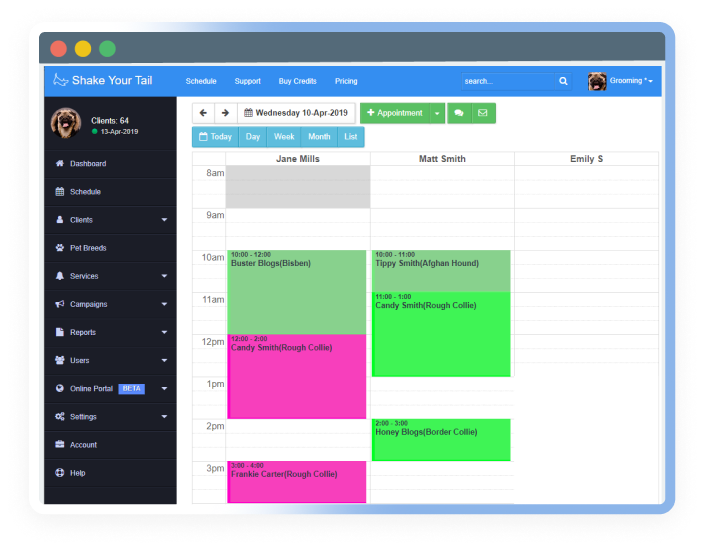 Shake Your Tail
Schedule Support Buy Credits Pricing search... Grooming *
Clients: 64
13-Apr-2019
Wednesday 10-Apr-2019
Appointment
Today Day Week Month List
Dashboard
Schedule
Clients
Pet Breeds
Services
Campaigns
Reports
Users
Online Portal BETA
Settings
Account
Help
Jane Mills Matt Smith Emily S
8am
9am
10am
10:00 - 12:00
Buster Blogs(Bisben)
10:00 - 11:00
Tippy Smith(Afghan Hound)
11am
11:00 - 1:00
Candy Smith(Rough Collie)
12pm
12:00 - 2:00
Candy Smith(Rough Collie)
1pm
2pm
2:00 - 3:00
Honey Blogs(Border Collie)
3pm
3:00 - 4:00
Frankie Carter(Rough Collie)